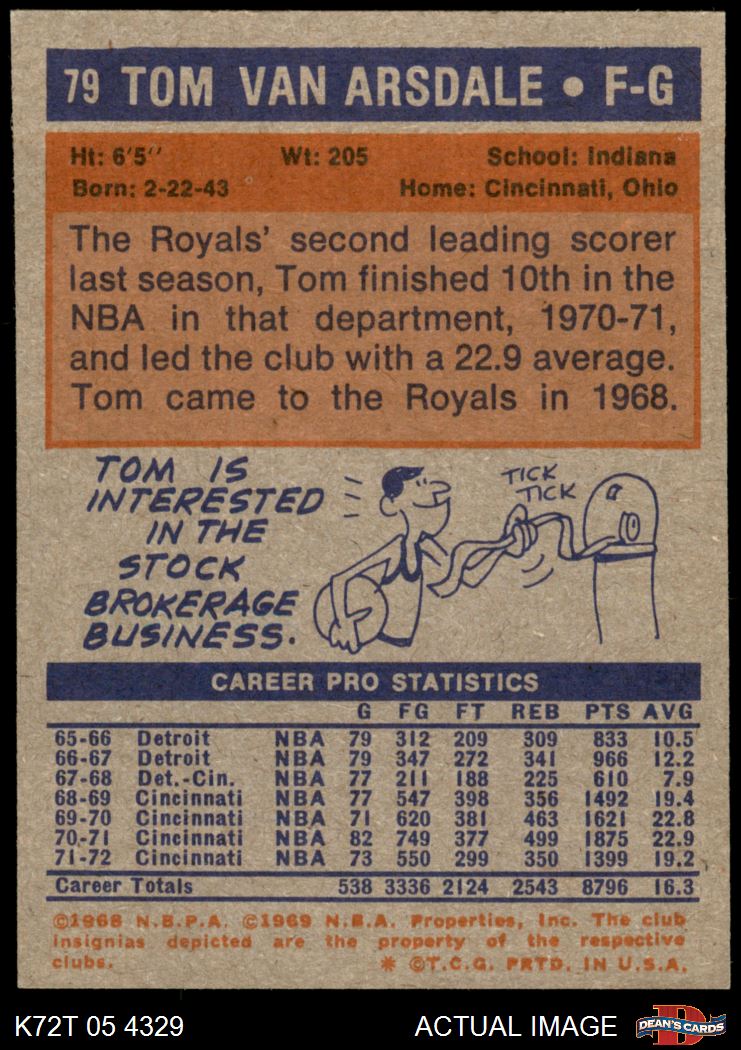 79 TOM VAN ARSDALE • F-G
Ht: 6'5'' Wt: 205 School: Indiana
Born: 2-22-43 Home: Cincinnati, Ohio
The Royals' second leading scorer
last season, Tom finished 10th in the
NBA in that department, 1970-71,
and led the club with a 22.9 average.
Tom came to the Royals in 1968.
TOM IS
INTERESTED
IN THE
STOCK
BROKERAGE
BUSINESS.
TICK
TICK
CAREER PRO STATISTICS
G FG FT REB PTS AVG
65-66 Detroit NBA 79 312 209 309 833 10.5
66-67 Detroit NBA 79 347 272 341 966 12.2
67-68 Det.-Cin. NBA 77 211 188 225 610 7.9
68-69 Cincinnati NBA 77 547 398 356 1492 19.4
69-70 Cincinnati NBA 71 620 381 463 1621 22.8
70-71 Cincinnati NBA 82 749 377 499 1875 22.9
71-72 Cincinnati NBA 73 550 299 350 1399 19.2
Career Totals 538 3336 2124 2543 8796 16.3
©1968 N.B.P.A. ©1969 N.B.A. Properties, Inc. The club
insignias depicted are the property of the respective
clubs. * ©T.C.G. PRTD. IN U.S.A.
K72T 05 4329 ACTUAL IMAGE D DEAN'S CARDS